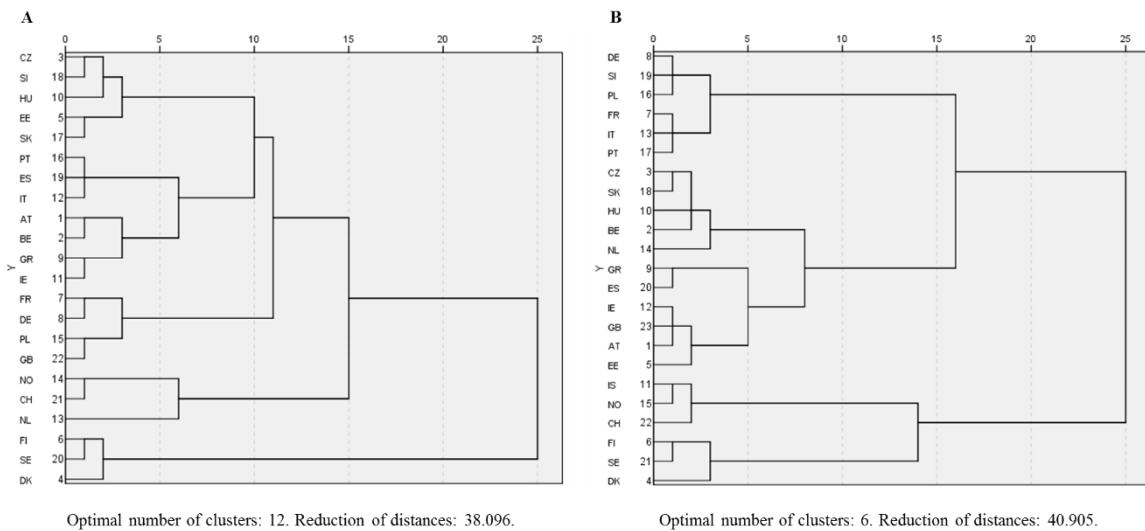 A
0 5 10 15 20 25
CZ 3
SI 18
HU 10
EE 5
SK 17
PT 16
ES 19
IT 12
AT 1
BE 2
GR 9
Y
IE 11
FR 7
DE 8
PL 15
GB 22
NO 14
CH 21
NL 13
FI 6
SE 20
DK 4
Optimal number of clusters: 12. Reduction of distances: 38.096.
B
0 5 10 15 20 25
DE 8
SI 19
PL 16
FR 7
IT 13
PT 17
CZ 3
SK 18
HU 10
BE 2
NL 14
Y GR 9
ES 20
IE 12
GB 23
AT 1
EE 5
IS 11
NO 15
CH 22
FI 6
SE 21
DK 4
Optimal number of clusters: 6. Reduction of distances: 40.905.